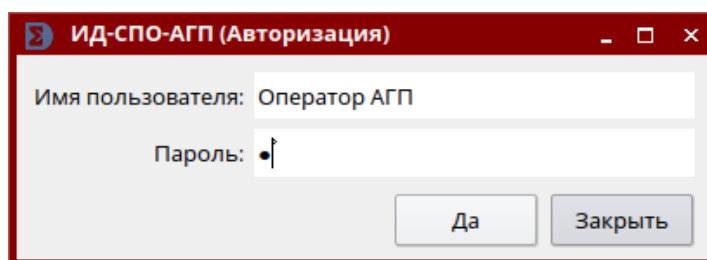 ИД-СПО-АГП (Авторизация)
Имя пользователя: Оператор АГП
Пароль: •
Да Закрыть